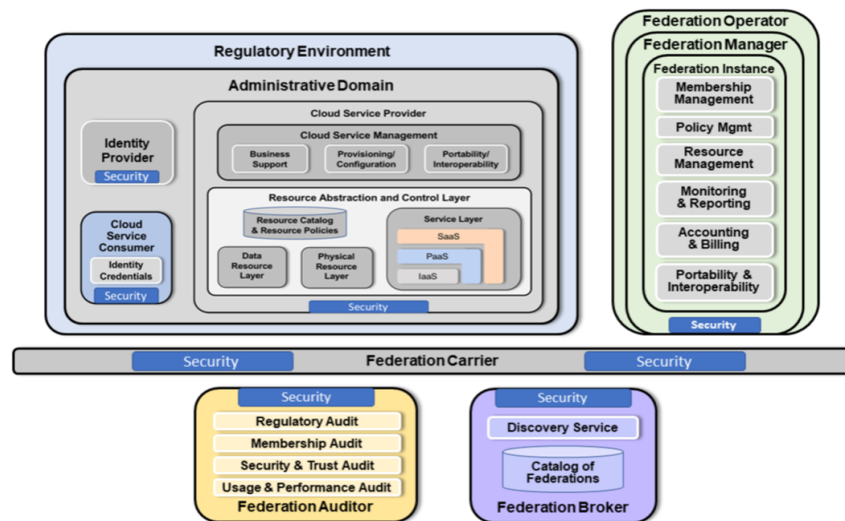 Regulatory Environment
Administrative Domain
Identity
Provider
Security
Cloud
Service
Consumer
Identity
Credentials
Security
Cloud Service Provider
Cloud Service Management
Business
Support
Provisioning/
Configuration
Portability/
Interoperability
Resource Abstraction and Control Layer
Resource Catalog
& Resource Policies
Data
Resource
Layer
Physical
Resource
Layer
Service Layer
SaaS
PaaS
IaaS
Security
Federation Operator
Federation Manager
Federation Instance
Membership
Management
Policy Mgmt
Resource
Management
Monitoring
& Reporting
Accounting
& Billing
Portability &
Interoperability
Security
Security
Federation Carrier
Security
Security
Regulatory Audit
Membership Audit
Security & Trust Audit
Usage & Performance Audit
Federation Auditor
Security
Discovery Service
Catalog of
Federations
Federation Broker